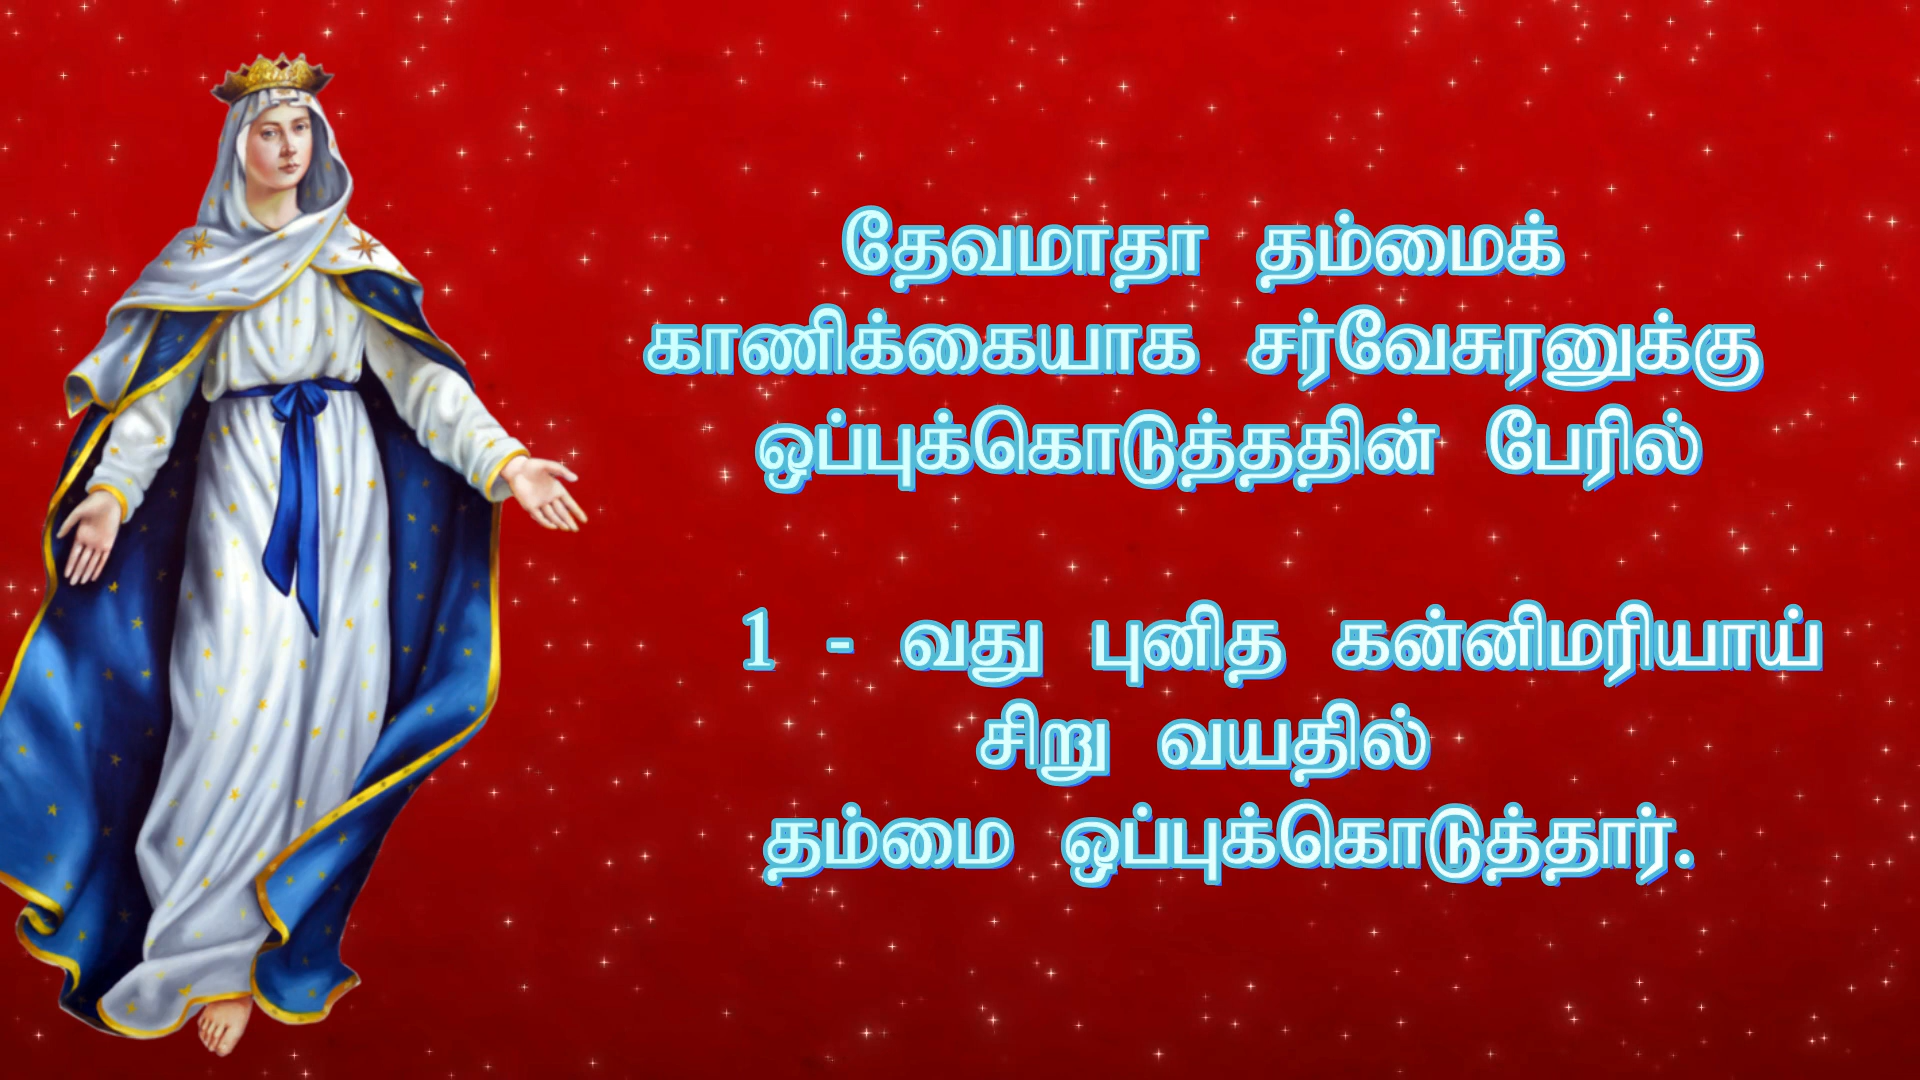 தேவமாதா தம்மைக்
காணிக்கையாக சர்வேசுரனுக்கு
ஒப்புக்கொடுத்ததின் பேரில்
1 - வது புனித கன்னிமரியாய்
சிறு வயதில்
தம்மை ஒப்புக்கொடுத்தார்.